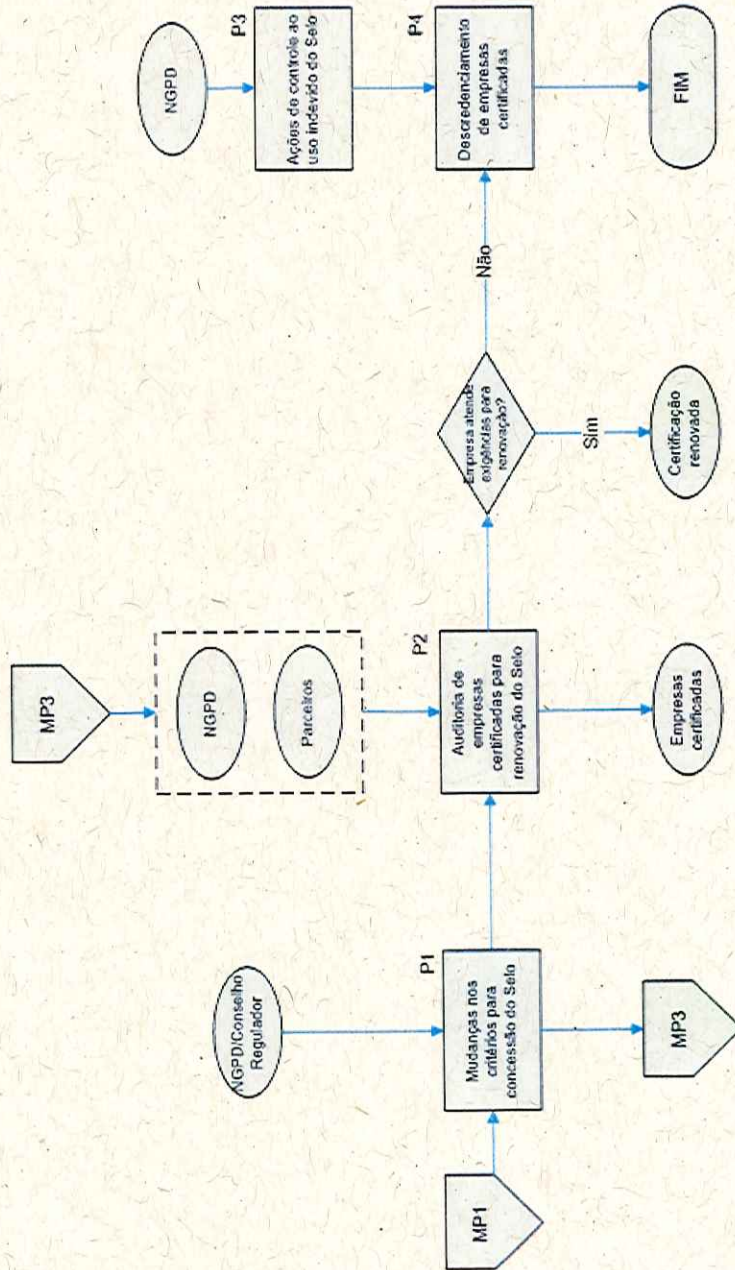 MP3
NGPD
Parceiros
NGPD/Conselho
Regulador
MP1
P1
Mudanças nos
critérios para
concessão do Selo
MP3
P2
Auditoria de
empresas
certificadas para
renovação do Selo
Empresas
certificadas
Empresa atende
exigências para
renovação?
Sim
Certificação
renovada
Não
NGPD
P3
Ações de controle ao
uso indevido do Selo
P4
Descredenciamento
de empresas
certificadas
FIM